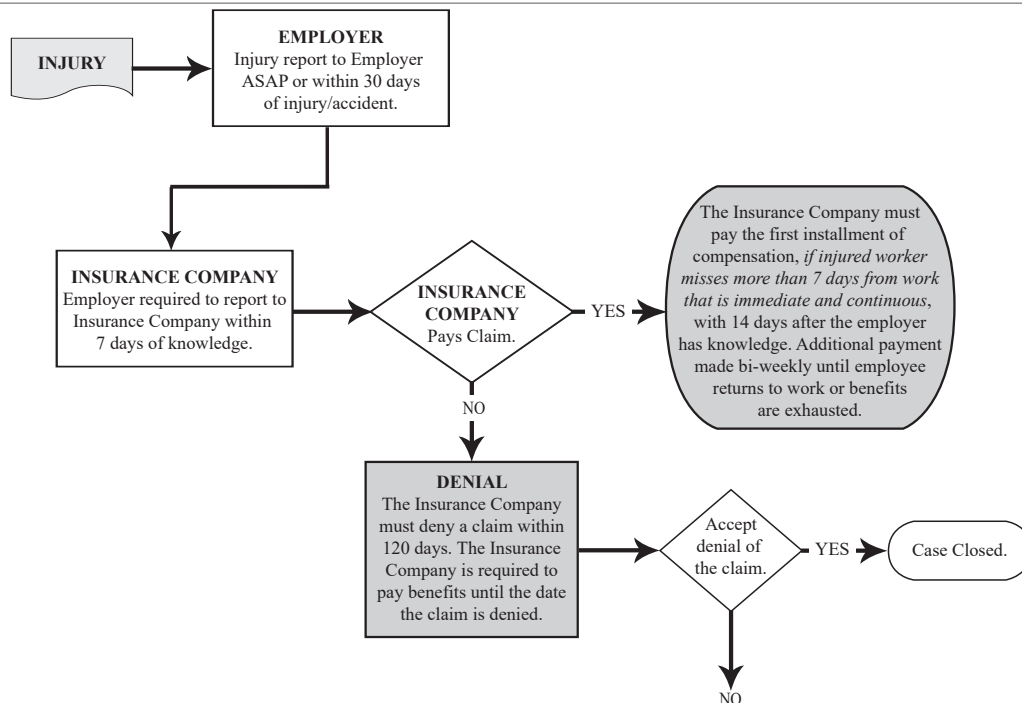 INJURY
EMPLOYER
Injury report to Employer
ASAP or within 30 days
of injury/accident.
INSURANCE COMPANY
Employer required to report to
Insurance Company within
7 days of knowledge.
INSURANCE
COMPANY
Pays Claim.
YES
The Insurance Company must
pay the first installment of
compensation, if injured worker
misses more than 7 days from work
that is immediate and continuous,
with 14 days after the employer
has knowledge. Additional payment
made bi-weekly until employee
returns to work or benefits
are exhausted.
NO
DENIAL
The Insurance Company
must deny a claim within
120 days. The Insurance
Company is required to
pay benefits until the date
the claim is denied.
Accept
denial of
the claim.
YES
Case Closed.
NO